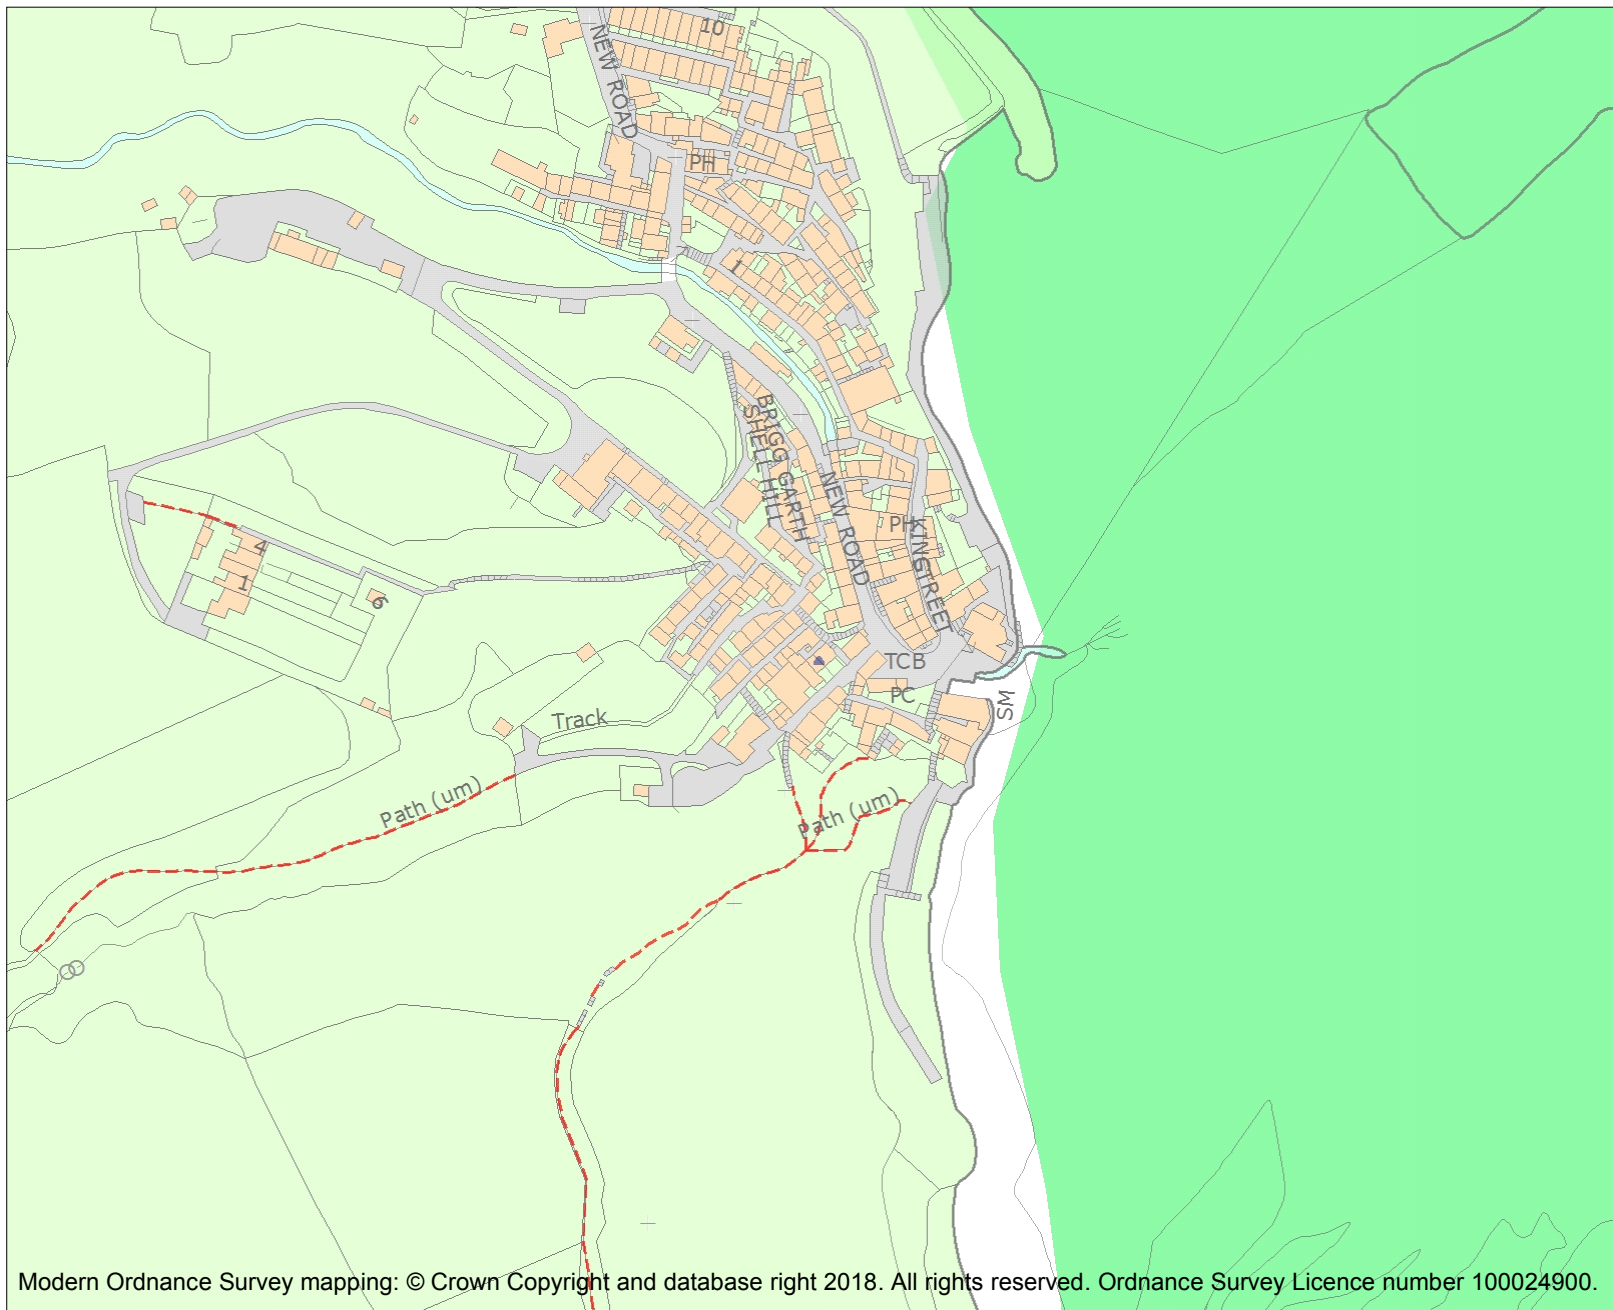 10
NEW ROAD
PH
1
BRIGG GARTH
SHELL HILL
NEW ROAD
PH
KING STREET
4
1
6
TCB
PC
SM
Track
Path (um)
Path (um)
Modern Ordnance Survey mapping: © Crown Copyright and database right 2018. All rights reserved. Ordnance Survey Licence number 100024900.